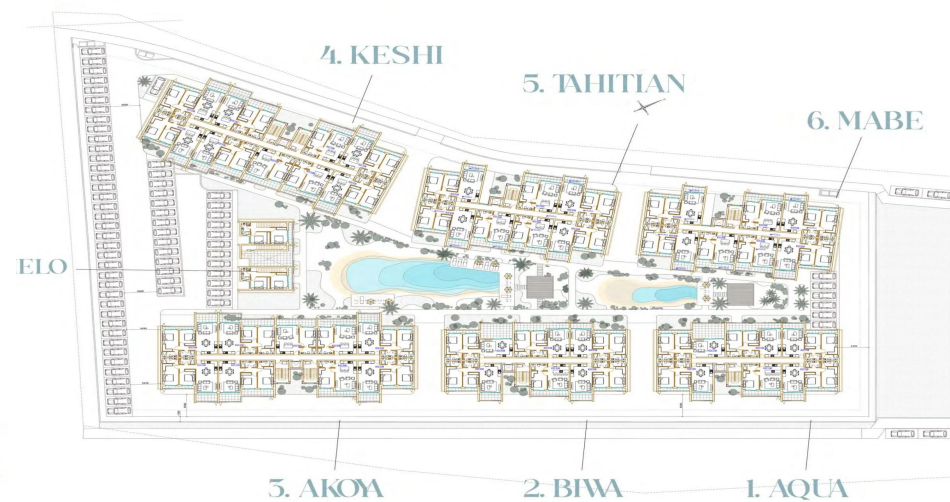 4. KESHI
5. TAHITIAN
6. MABE
ELO
3. AKOYA
2. BIWA
1. AQUA